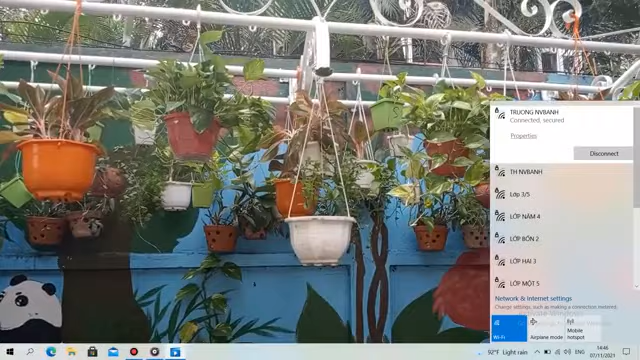 TRUONG NVBANH
Connected, secured
Properties
Disconnect
TH NVBANH
Lớp 3/5
LỚP NĂM 4
LỚP BỐN 2
LỚP HAI 3
LỚP MỘT 5
Network & Internet settings
Change settings, such as making a connection metered.
Wi-Fi
Airplane mode
Mobile
hotspot
92°F Light rain
ENG
14:46
07/11/2021